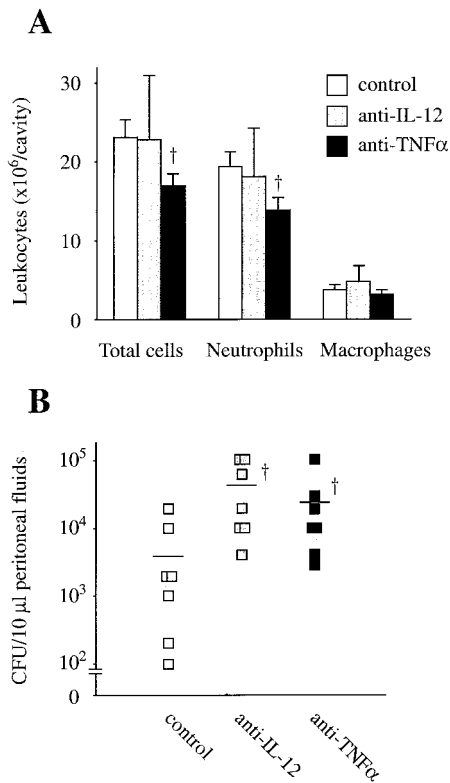 A
Leukocytes (x10⁶/cavity)
30
20
10
0
control
anti-IL-12
anti-TNFα
†
†
Total cells
Neutrophils
Macrophages
B
CFU/10 µl peritoneal fluids
10⁵
10⁴
10³
10²
0
†
†
control
anti-IL-12
anti-TNFα